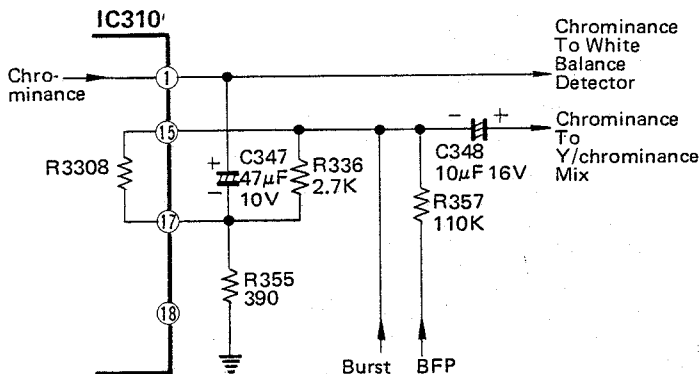 IC310'
Chrominance
To White
Balance
Detector
Chro-
minance
1
15
Chrominance
To
Y/chrominance
Mix
- +
R3308
+
-
C347
47μF
10V
R336
2.7K
C348
10μF 16V
R357
110K
17
R355
390
18
Burst
BFP